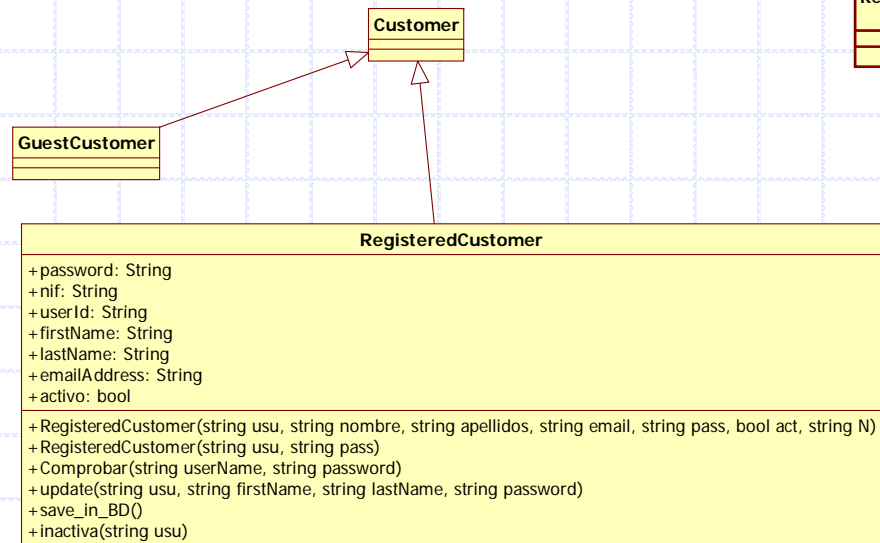 Customer
GuestCustomer
RegisteredCustomer
+password: String
+nif: String
+userId: String
+firstName: String
+lastName: String
+emailAddress: String
+activo: bool
+RegisteredCustomer(string usu, string nombre, string apellidos, string email, string pass, bool act, string N)
+RegisteredCustomer(string usu, string pass)
+Comprobar(string userName, string password)
+update(string usu, string firstName, string lastName, string password)
+save_in_BD()
+inactiva(string usu)